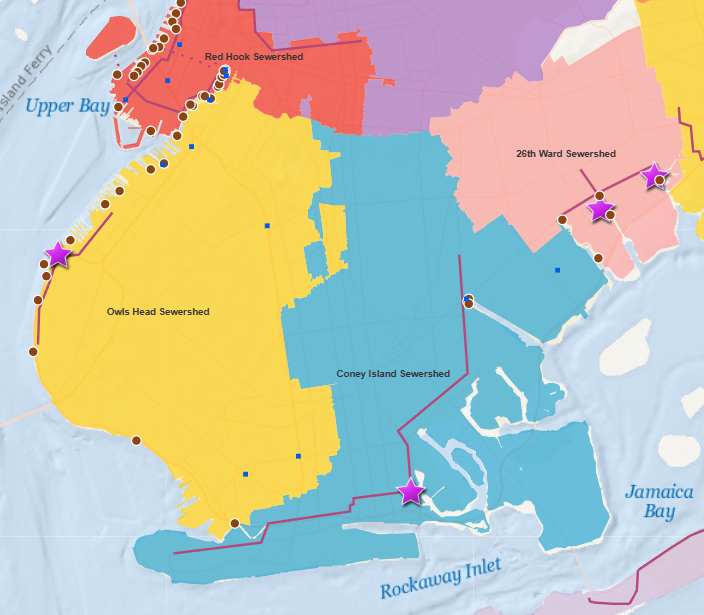 Red Hook Sewershed
Island Ferry
Upper Bay
26th Ward Sewershed
Owls Head Sewershed
Coney Island Sewershed
Jamaica
Bay
Rockaway Inlet